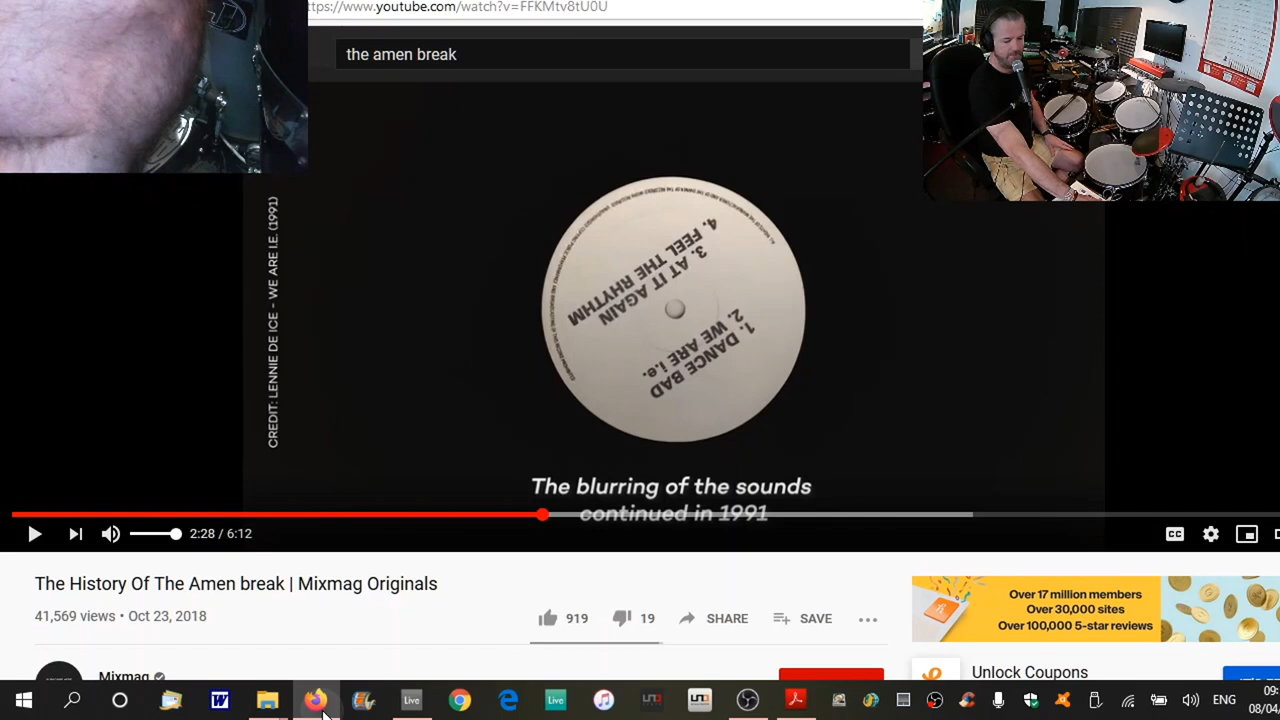 ttps://www.youtube.com/watch?v=FFKMtv8tU0U
the amen break
CREDIT: LENNIE DE ICE - WE ARE I.E. (1991)
1. DANCE BAD
2. WE ARE i.e.
3. AT IT AGAIN
4. FEEL THE RHYTHM
The blurring of the sounds
continued in 1991
2:28 / 6:12
CC
The History Of The Amen break | Mixmag Originals
41,569 views • Oct 23, 2018
919
19
SHARE
SAVE
Over 17 million members
Over 30,000 sites
Over 100,000 5-star reviews
Mixmag
Unlock Coupons
W
Live
Live
ENG
09:
08/04